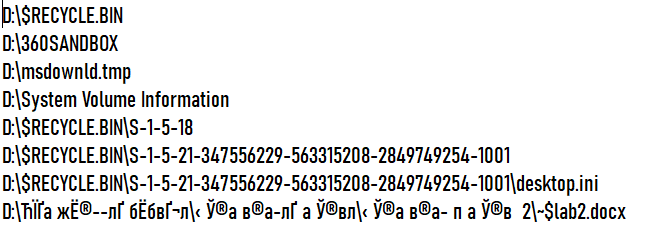 D:\$RECYCLE.BIN
D:\360SANDBOX
D:\msdownld.tmp
D:\System Volume Information
D:\$RECYCLE.BIN\S-1-5-18
D:\$RECYCLE.BIN\S-1-5-21-347556229-563315208-2849749254-1001
D:\$RECYCLE.BIN\S-1-5-21-347556229-563315208-2849749254-1001\desktop.ini
D:\ЋЇҐа жЁ®--лҐ бЁбвҐ¬л\‹ Ў®а в®а-лҐ а Ў®вл\‹ Ў®а в®а- п а Ў®в  2\~$lab2.docx